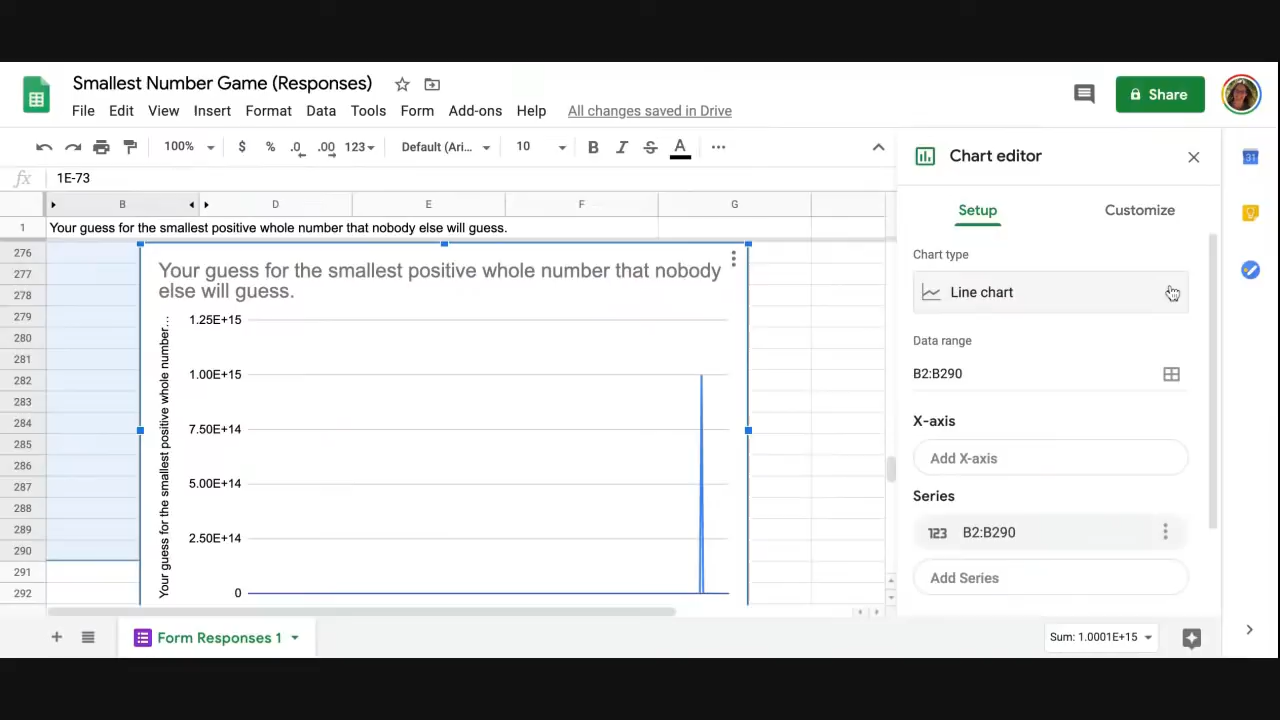 Smallest Number Game (Responses)
Share
File Edit View Insert Format Data Tools Form Add-ons Help All changes saved in Drive
100% $ % .0 .00 123 Default (Ari... 10 B I S A
fx 1E-73
B D E F G
1 Your guess for the smallest positive whole number that nobody else will guess.
276
277
278
279
280
281
282
283
284
285
286
287
288
289
290
291
292
Your guess for the smallest positive whole number that nobody
else will guess.
Your guess for the smallest positive whole number...
1.25E+15
1.00E+15
7.50E+14
5.00E+14
2.50E+14
0
Chart editor
Setup Customize
Chart type
Line chart
Data range
B2:B290
X-axis
Add X-axis
Series
123 B2:B290
Add Series
31
Form Responses 1
Sum: 1.0001E+15